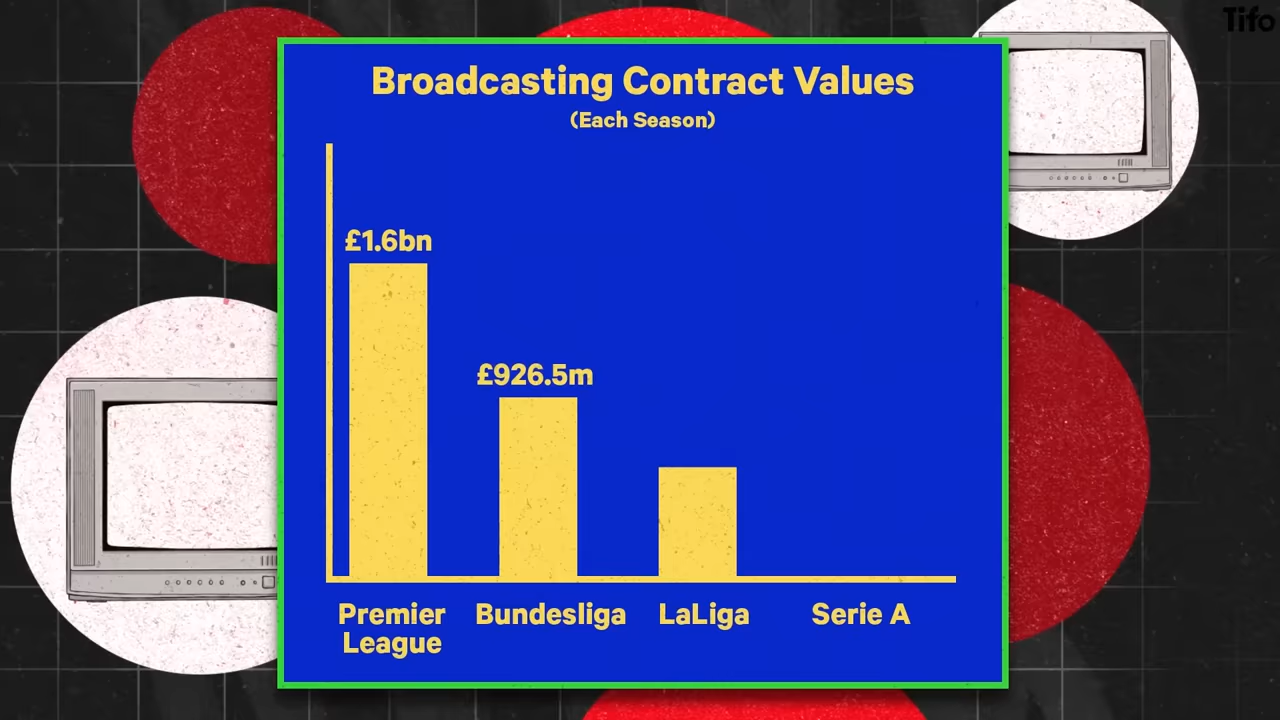 Tifo
Broadcasting Contract Values
(Each Season)
£1.6bn
£926.5m
Premier
League
Bundesliga
LaLiga
Serie A